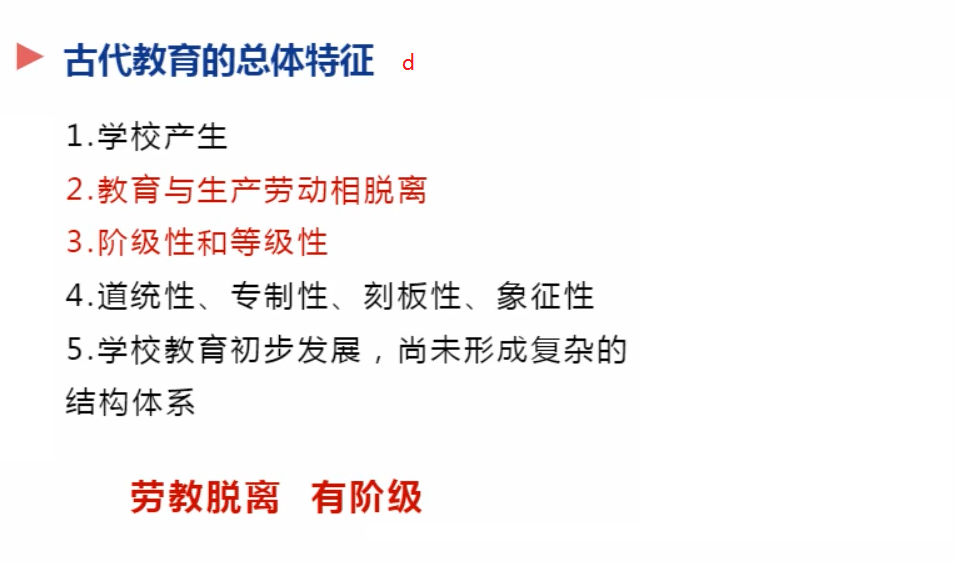 古代教育的总体特征 d
1.学校产生
2.教育与生产劳动相脱离
3.阶级性和等级性
4.道统性、专制性、刻板性、象征性
5.学校教育初步发展，尚未形成复杂的
结构体系
劳教脱离 有阶级